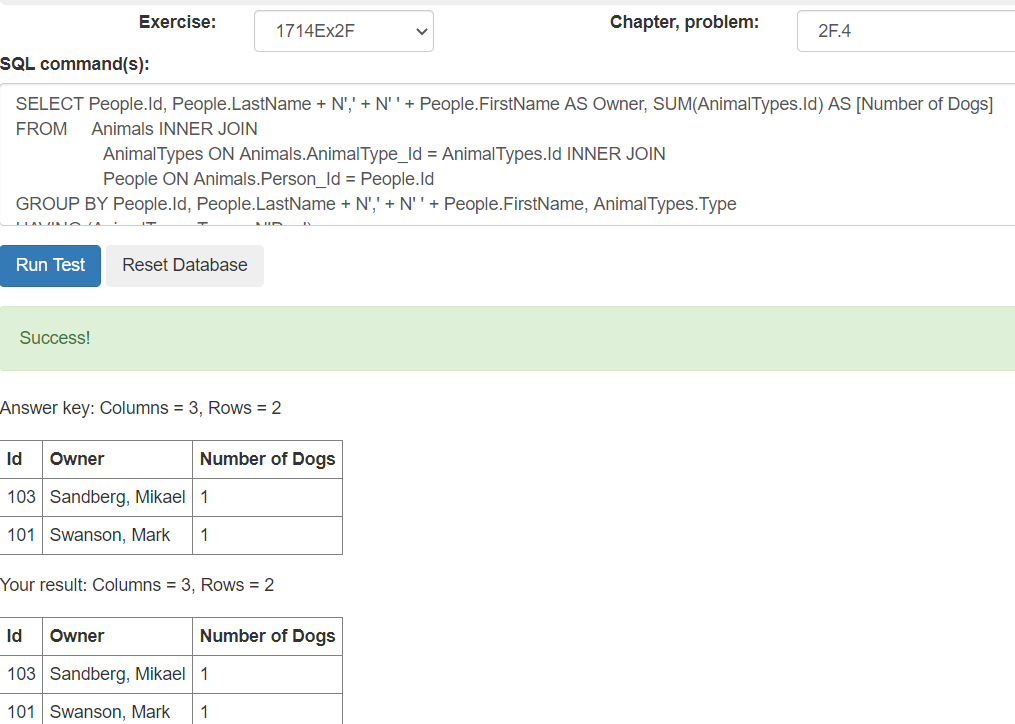 Exercise: 1714Ex2F Chapter, problem: 2F.4
SQL command(s):
SELECT People.Id, People.LastName + N',' + N' ' + People.FirstName AS Owner, SUM(AnimalTypes.Id) AS [Number of Dogs]
FROM Animals INNER JOIN
AnimalTypes ON Animals.AnimalType_Id = AnimalTypes.Id INNER JOIN
People ON Animals.Person_Id = People.Id
GROUP BY People.Id, People.LastName + N',' + N' ' + People.FirstName, AnimalTypes.Type
Run Test Reset Database
Success!
Answer key: Columns = 3, Rows = 2
Id Owner Number of Dogs
103 Sandberg, Mikael 1
101 Swanson, Mark 1
Your result: Columns = 3, Rows = 2
Id Owner Number of Dogs
103 Sandberg, Mikael 1
101 Swanson, Mark 1